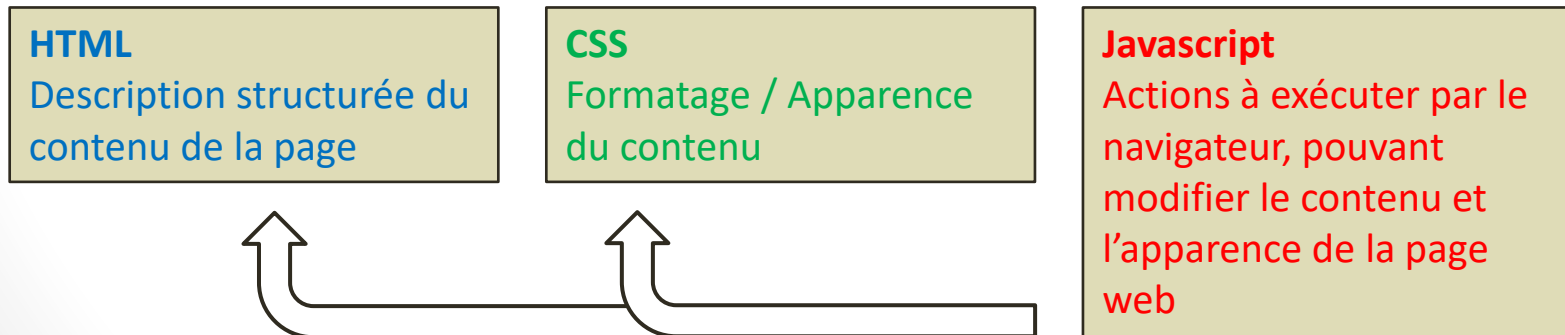 HTML
Description structurée du
contenu de la page
CSS
Formatage / Apparence
du contenu
Javascript
Actions à exécuter par le
navigateur, pouvant
modifier le contenu et
l’apparence de la page
web